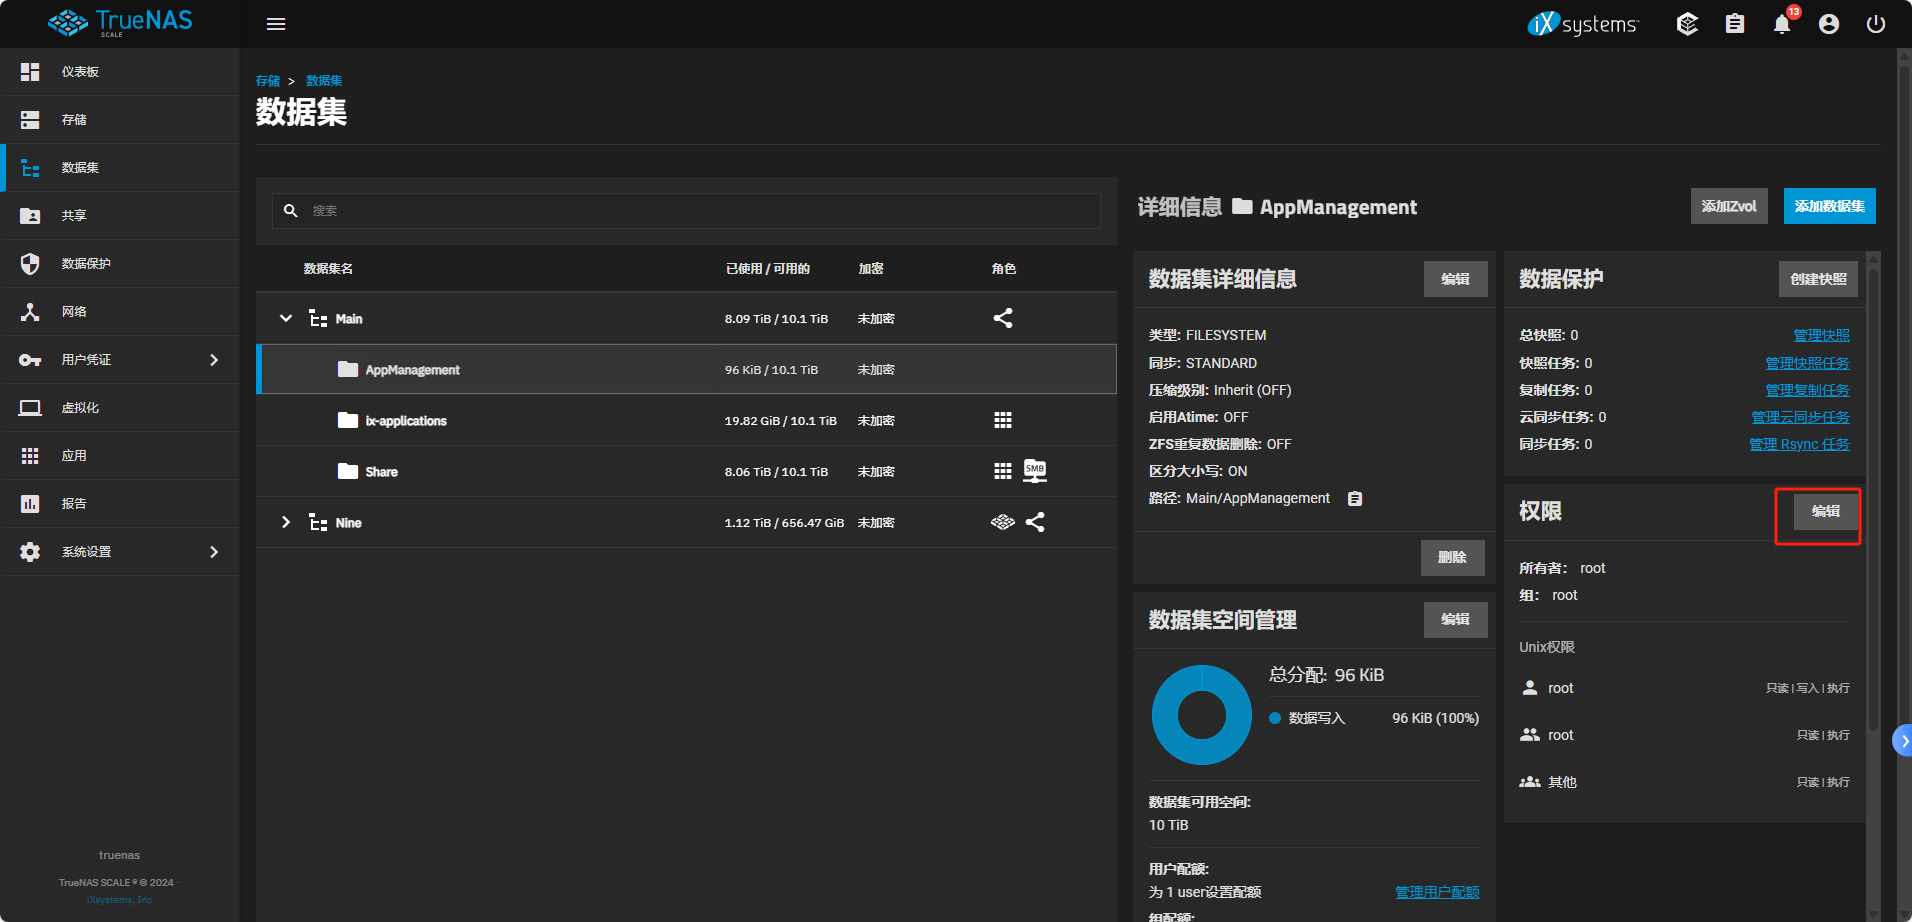 TrueNAS
SCALE
iXsystems
13
仪表板
存储
数据集
共享
数据保护
网络
用户凭证
虚拟化
应用
报告
系统设置
truenas
TrueNAS SCALE ® © 2024 -
iXsystems, Inc
存储 > 数据集
数据集
搜索
数据集名 已使用 / 可用的 加密 角色
Main 8.09 TiB / 10.1 TiB 未加密
AppManagement 96 KiB / 10.1 TiB 未加密
ix-applications 19.82 GiB / 10.1 TiB 未加密
Share 8.06 TiB / 10.1 TiB 未加密 SMB
Nine 1.12 TiB / 656.47 GiB 未加密
详细信息 AppManagement 添加Zvol 添加数据集
数据集详细信息 编辑
类型: FILESYSTEM
同步: STANDARD
压缩级别: Inherit (OFF)
启用Atime: OFF
ZFS重复数据删除: OFF
区分大小写: ON
路径: Main/AppManagement
删除
数据集空间管理 编辑
总分配: 96 KiB
数据写入 96 KiB (100%)
数据集可用空间:
10 TiB
用户配额:
为 1 user设置配额 管理用户配额
组配额:
数据保护 创建快照
总快照: 0 管理快照
快照任务: 0 管理快照任务
复制任务: 0 管理复制任务
云同步任务: 0 管理云同步任务
同步任务: 0 管理 Rsync 任务
权限 编辑
所有者: root
组: root
Unix权限
root 只读 | 写入 | 执行
root 只读 | 执行
其他 只读 | 执行